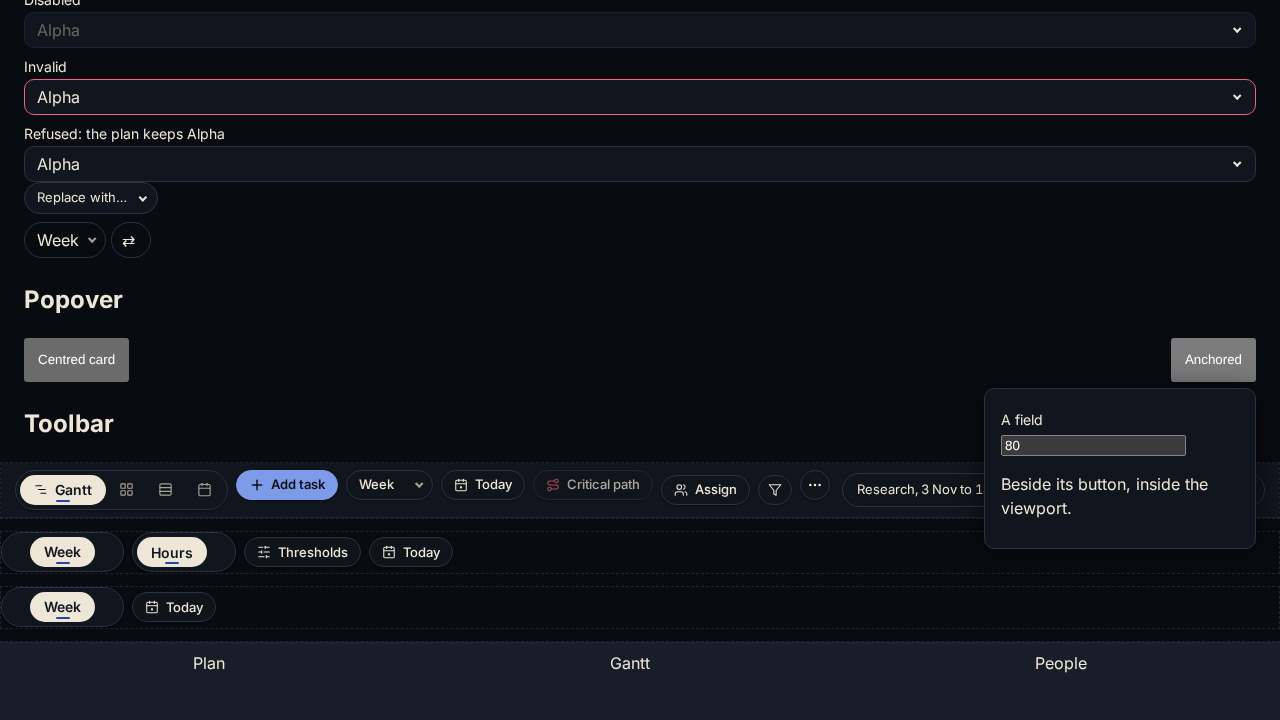 Disabled
Alpha
Invalid
Alpha
Refused: the plan keeps Alpha
Alpha
Replace with...
Week ⇄
Popover
Centred card
Anchored
Toolbar
A field
80
Beside its button, inside the
viewport.
Gantt Add task Week Today Critical path Assign ··· Research, 3 Nov to 1
Week Hours Thresholds Today
Week Today
Plan Gantt People